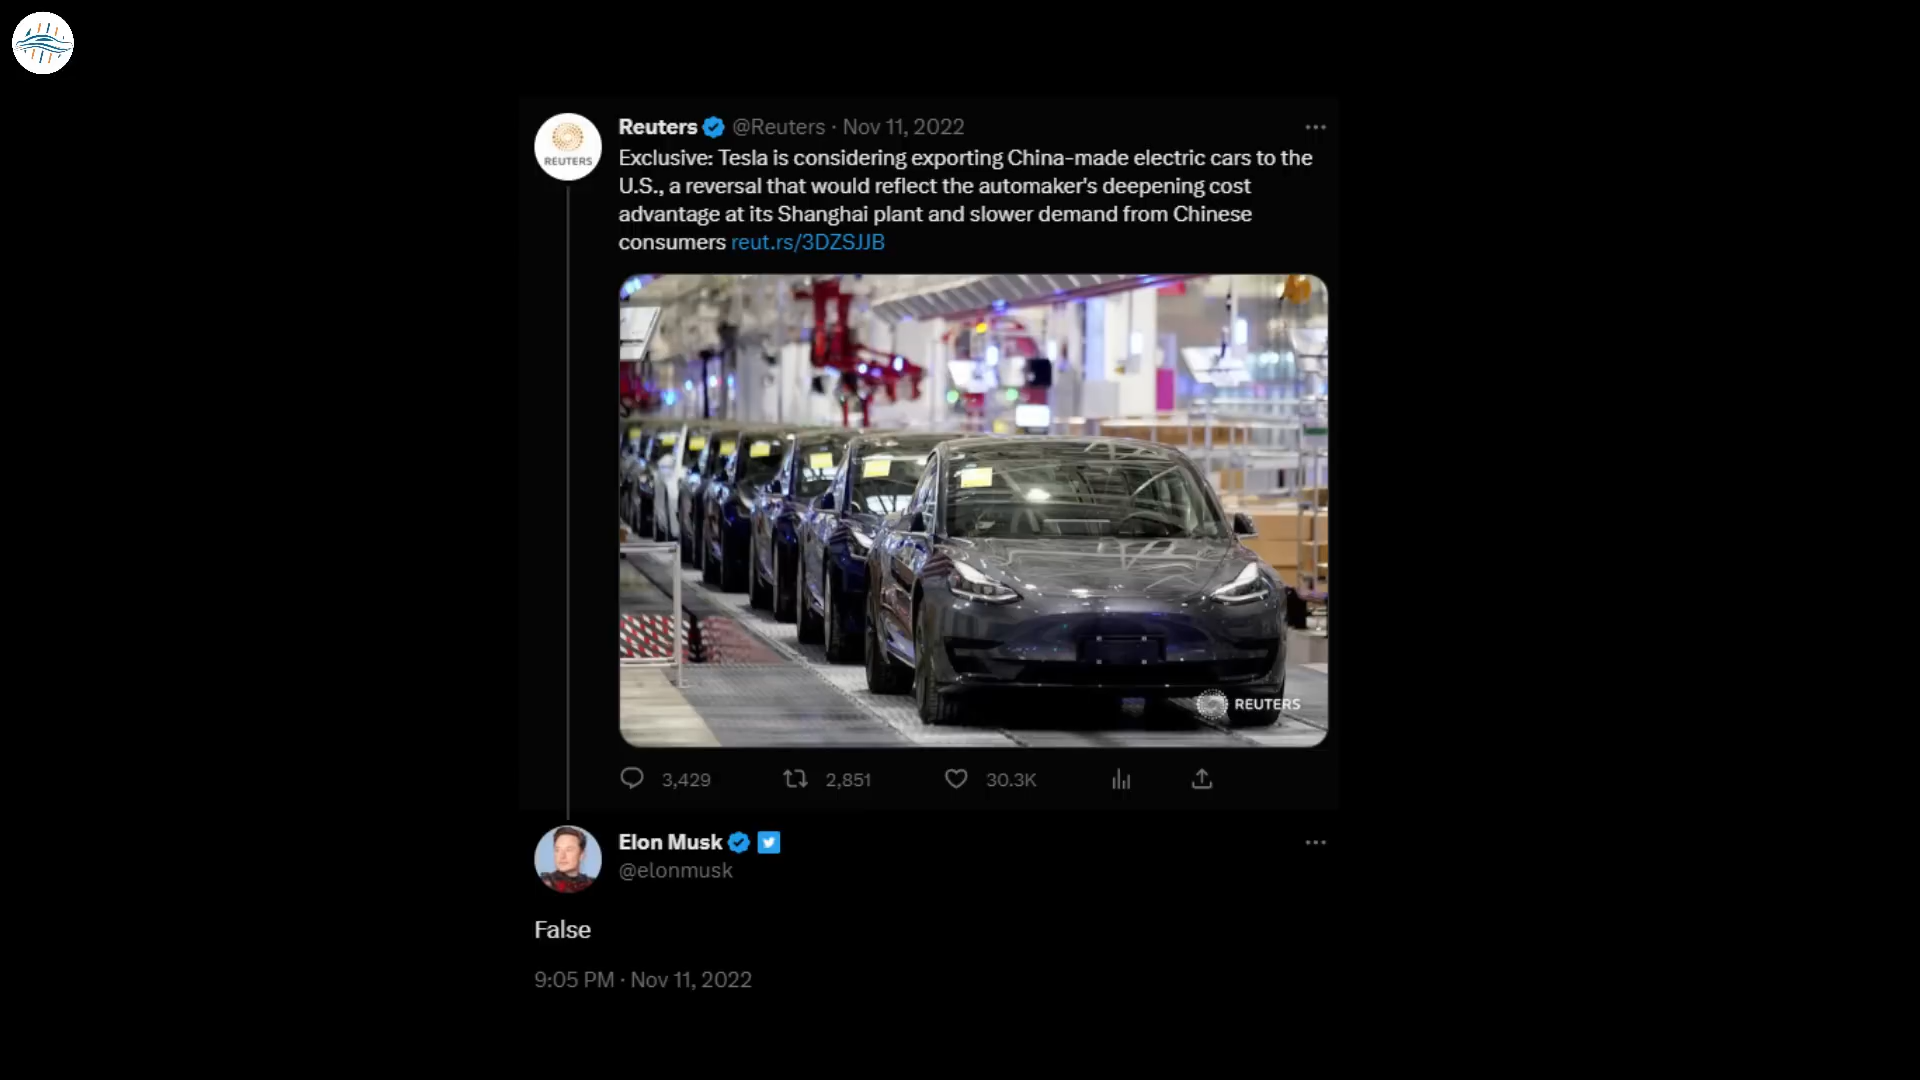 Reuters @Reuters · Nov 11, 2022
Exclusive: Tesla is considering exporting China-made electric cars to the
U.S., a reversal that would reflect the automaker's deepening cost
advantage at its Shanghai plant and slower demand from Chinese
consumers reut.rs/3DZSJJB
REUTERS
REUTERS
3,429 2,851 30.3K
Elon Musk
@elonmusk
False
9:05 PM · Nov 11, 2022